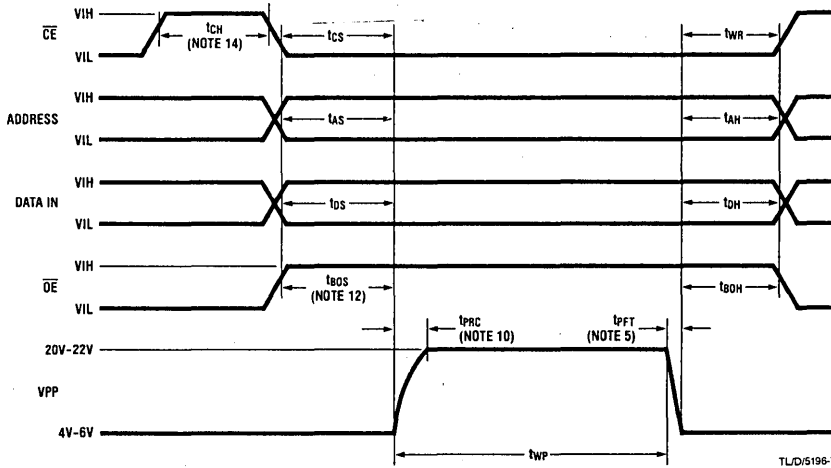 VIH
CE
VIL
tCH
(NOTE 14)
tCS
tWR
VIH
ADDRESS
VIL
tAS
tAH
VIH
DATA IN
VIL
tDS
tDH
VIH
OE
VIL
tBOS
(NOTE 12)
tBOH
tPRC
(NOTE 10)
tPFT
(NOTE 5)
20V-22V
VPP
4V-6V
tWP
TL/D/5196-